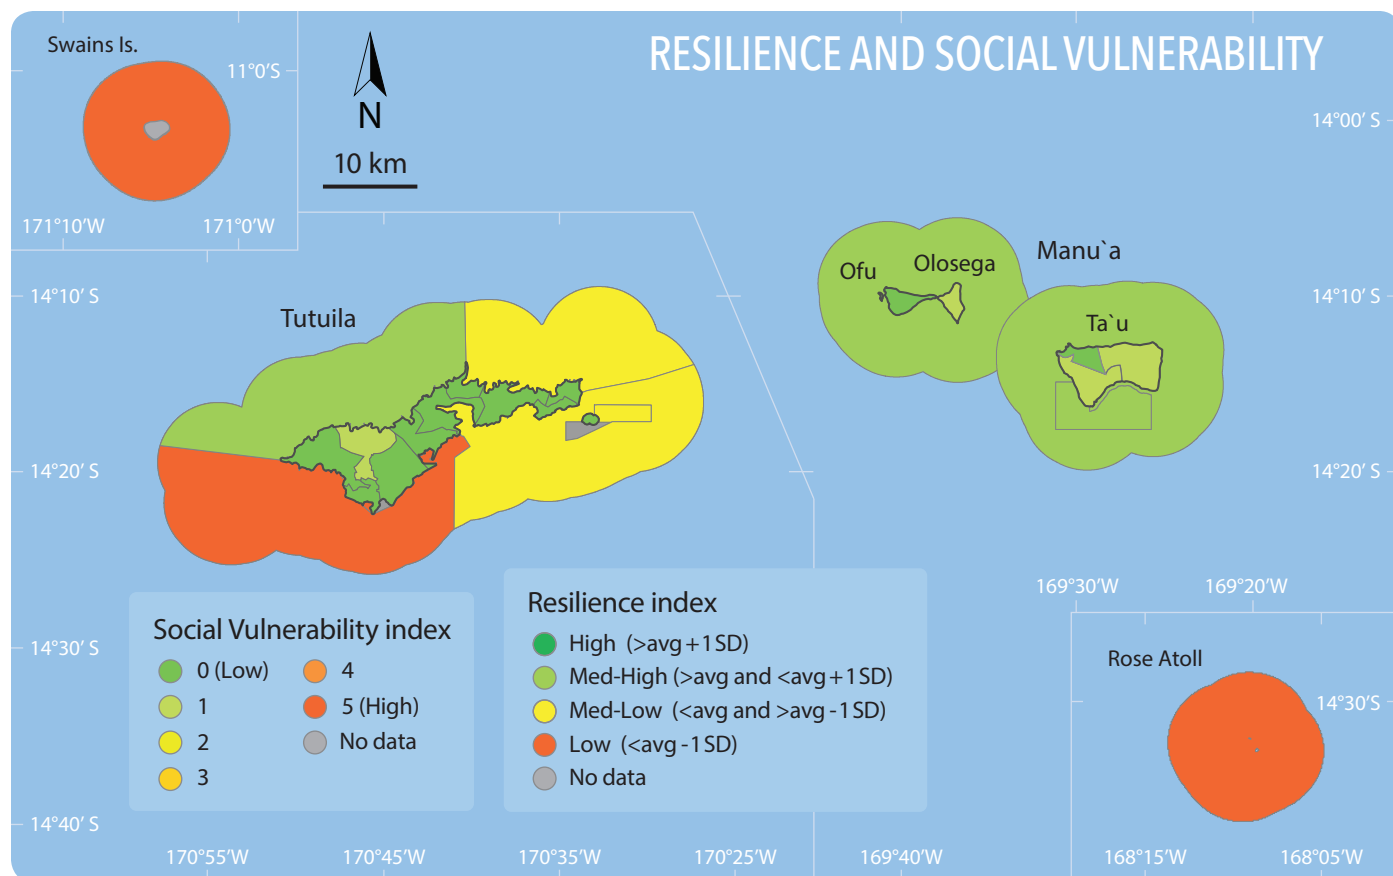 RESILIENCE AND SOCIAL VULNERABILITY
Swains Is.
11°0′S
171°10′W
171°0′W
N
10 km
14°00′ S
14°10′ S
14°20′ S
14°10′ S
14°20′ S
14°30′ S
14°40′ S
Tutuila
Ofu
Olosega
Manu`a
Ta`u
Social Vulnerability index
0 (Low)
1
2
3
4
5 (High)
No data
Resilience index
High (>avg+1SD)
Med-High (>avg and <avg+1SD)
Med-Low (<avg and >avg-1SD)
Low (<avg-1SD)
No data
169°30′W
169°20′W
Rose Atoll
14°30′S
170°55′W
170°45′W
170°35′W
170°25′W
169°40′W
168°15′W
168°05′W